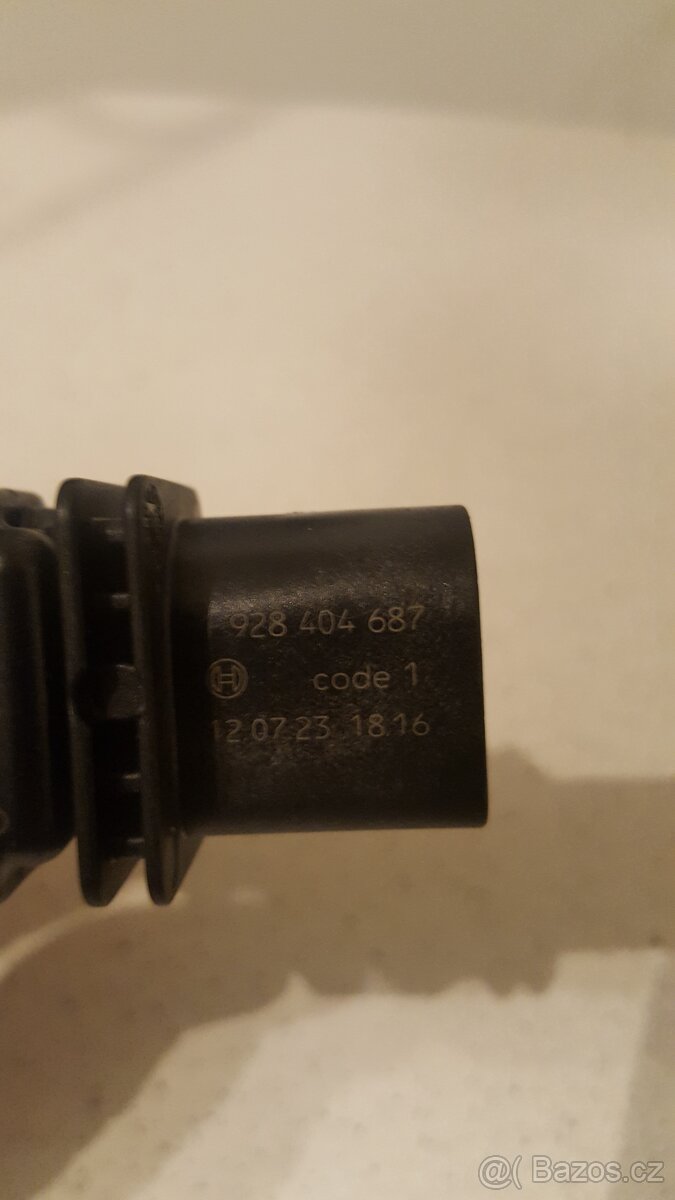 928 404 687
code 1
12.07.23 18:16
@( Bazos.cz